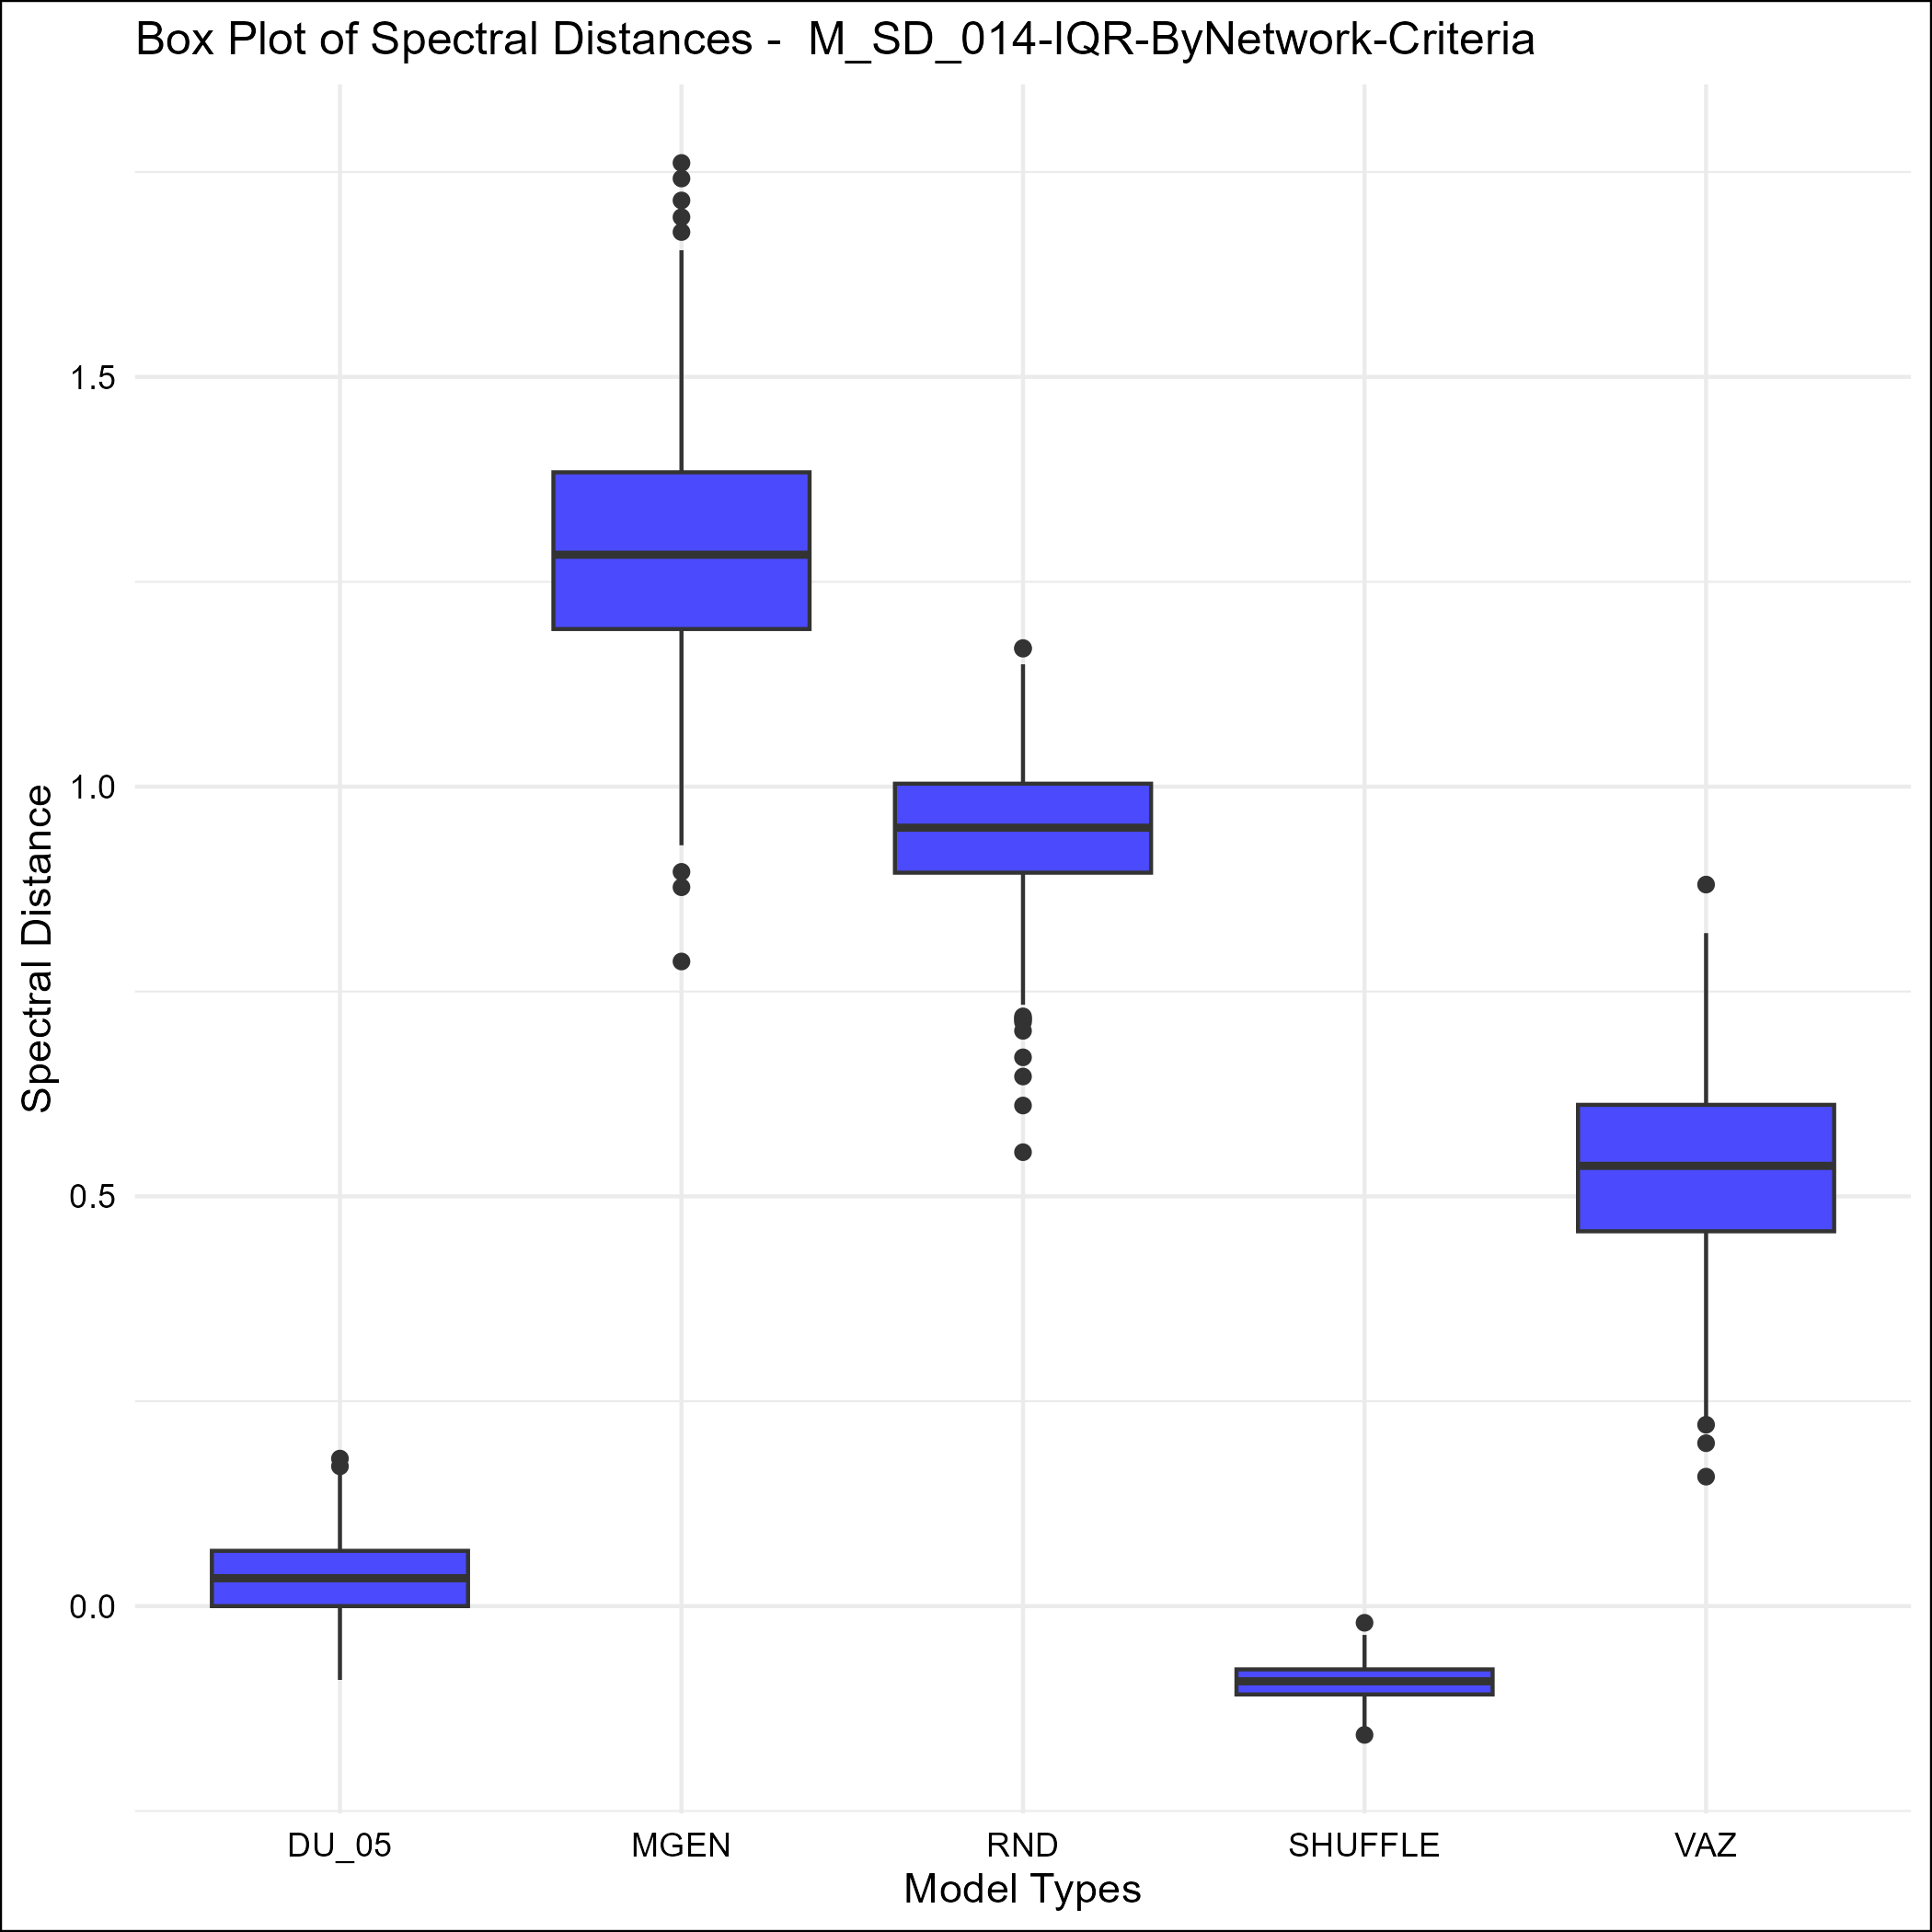 Box Plot of Spectral Distances -  M_SD_014-IQR-ByNetwork-Criteria
Spectral Distance
1.5
1.0
0.5
0.0
DU_05
MGEN
RND
SHUFFLE
VAZ
Model Types